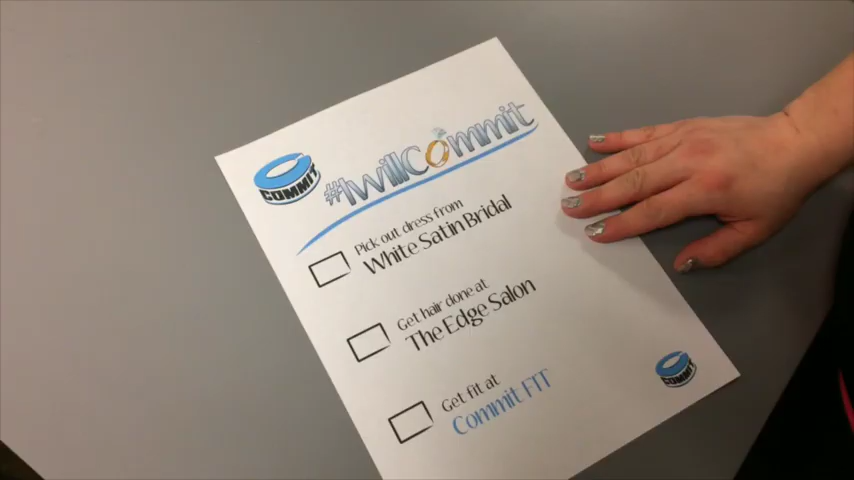 COMMIT
#IwillCommit
Pick out dress from
White Satin Bridal
Get hair done at
The Edge Salon
Get fit at
Commit FTT
COMMIT